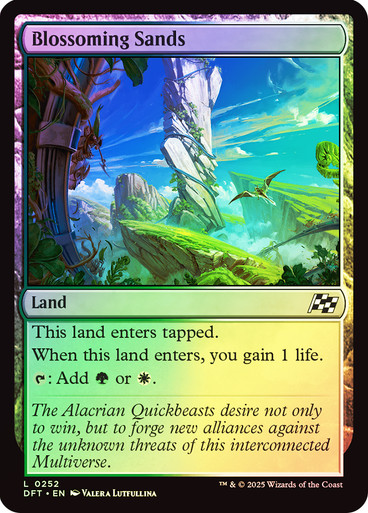 Blossoming Sands
Land
This land enters tapped.
When this land enters, you gain 1 life.
: Add or .
The Alacrian Quickbeasts desire not only
to win, but to forge new alliances against
the unknown threats of this interconnected
Multiverse.
L 0252
DFT • EN VALERA LUTFULLINA
™ & © 2025 Wizards of the Coast